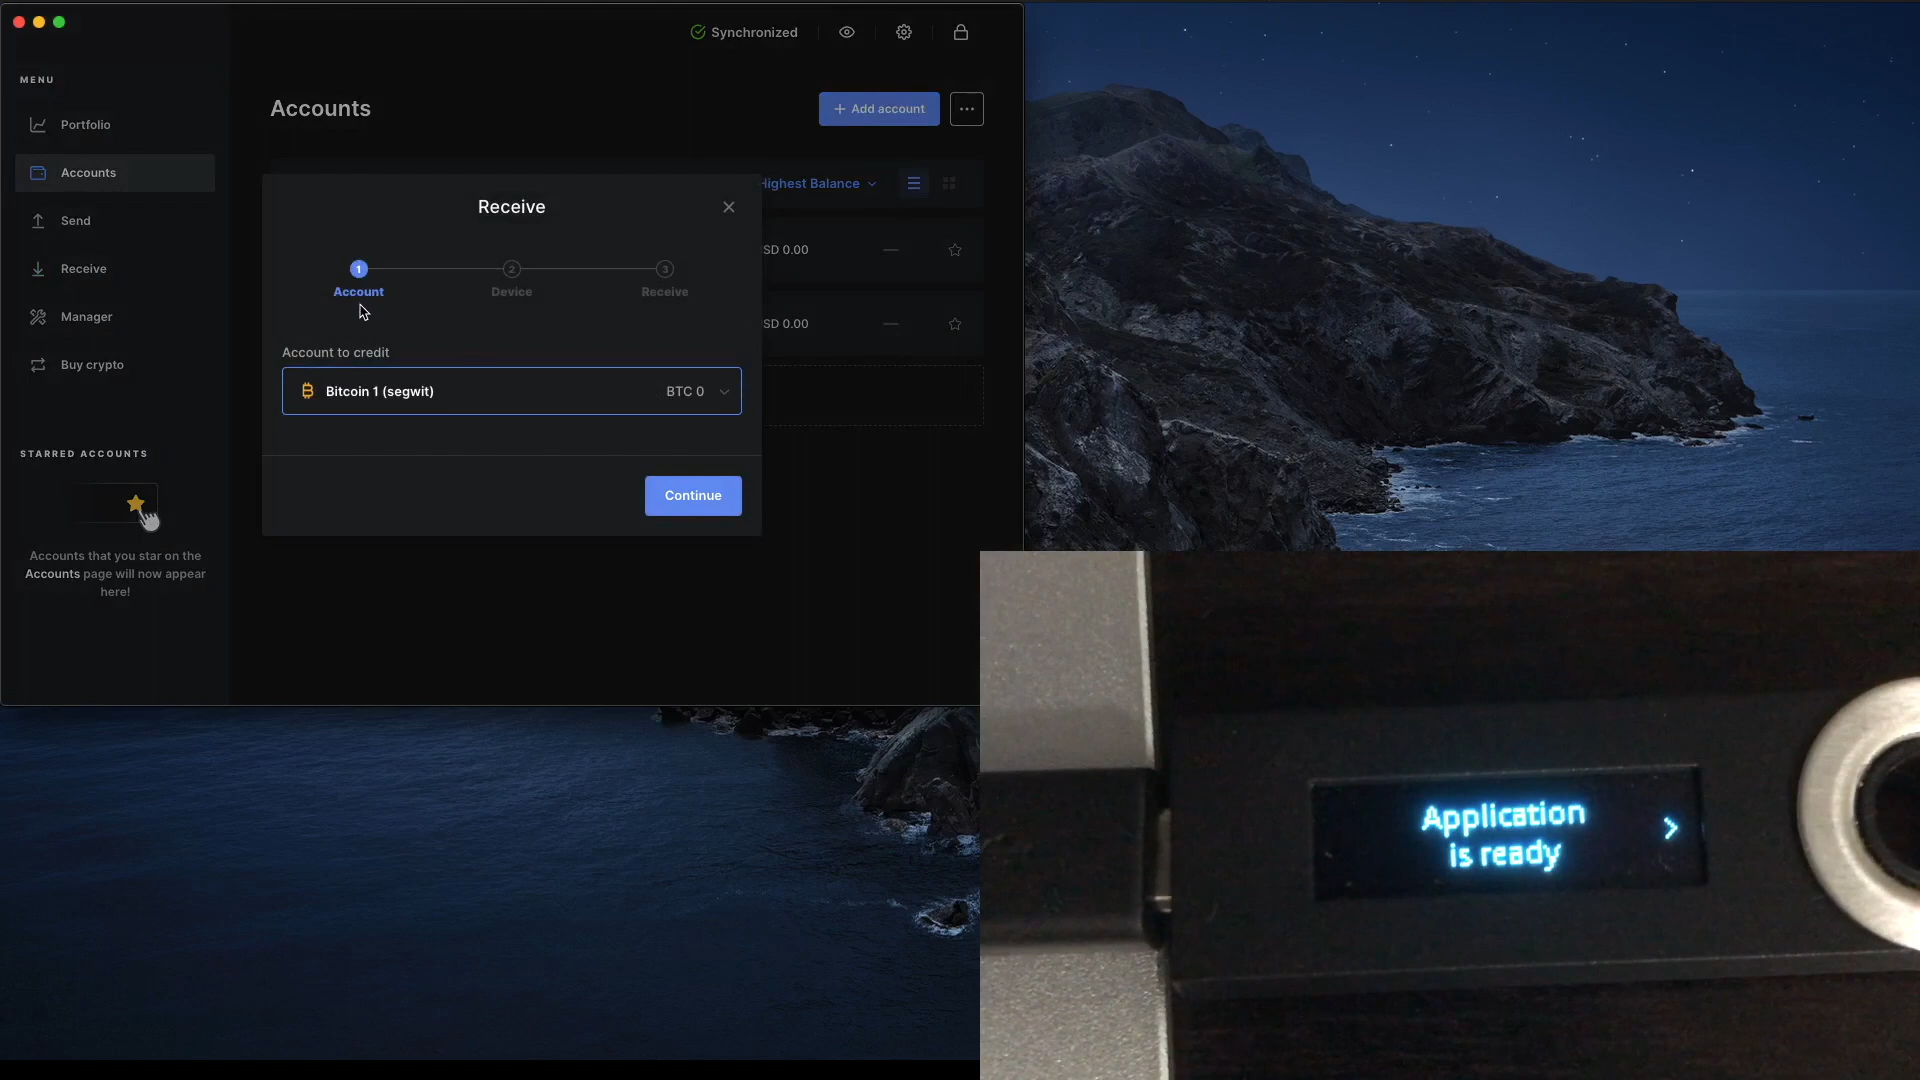 Synchronized
MENU
Portfolio
Accounts
Send
Receive
Manager
Buy crypto
STARRED ACCOUNTS
Accounts that you star on the
Accounts page will now appear
here!
Accounts
+ Add account
Highest Balance
SD 0.00
SD 0.00
Receive
1
2
3
Account
Device
Receive
Account to credit
Bitcoin 1 (segwit)
BTC 0
Continue
Application
is ready